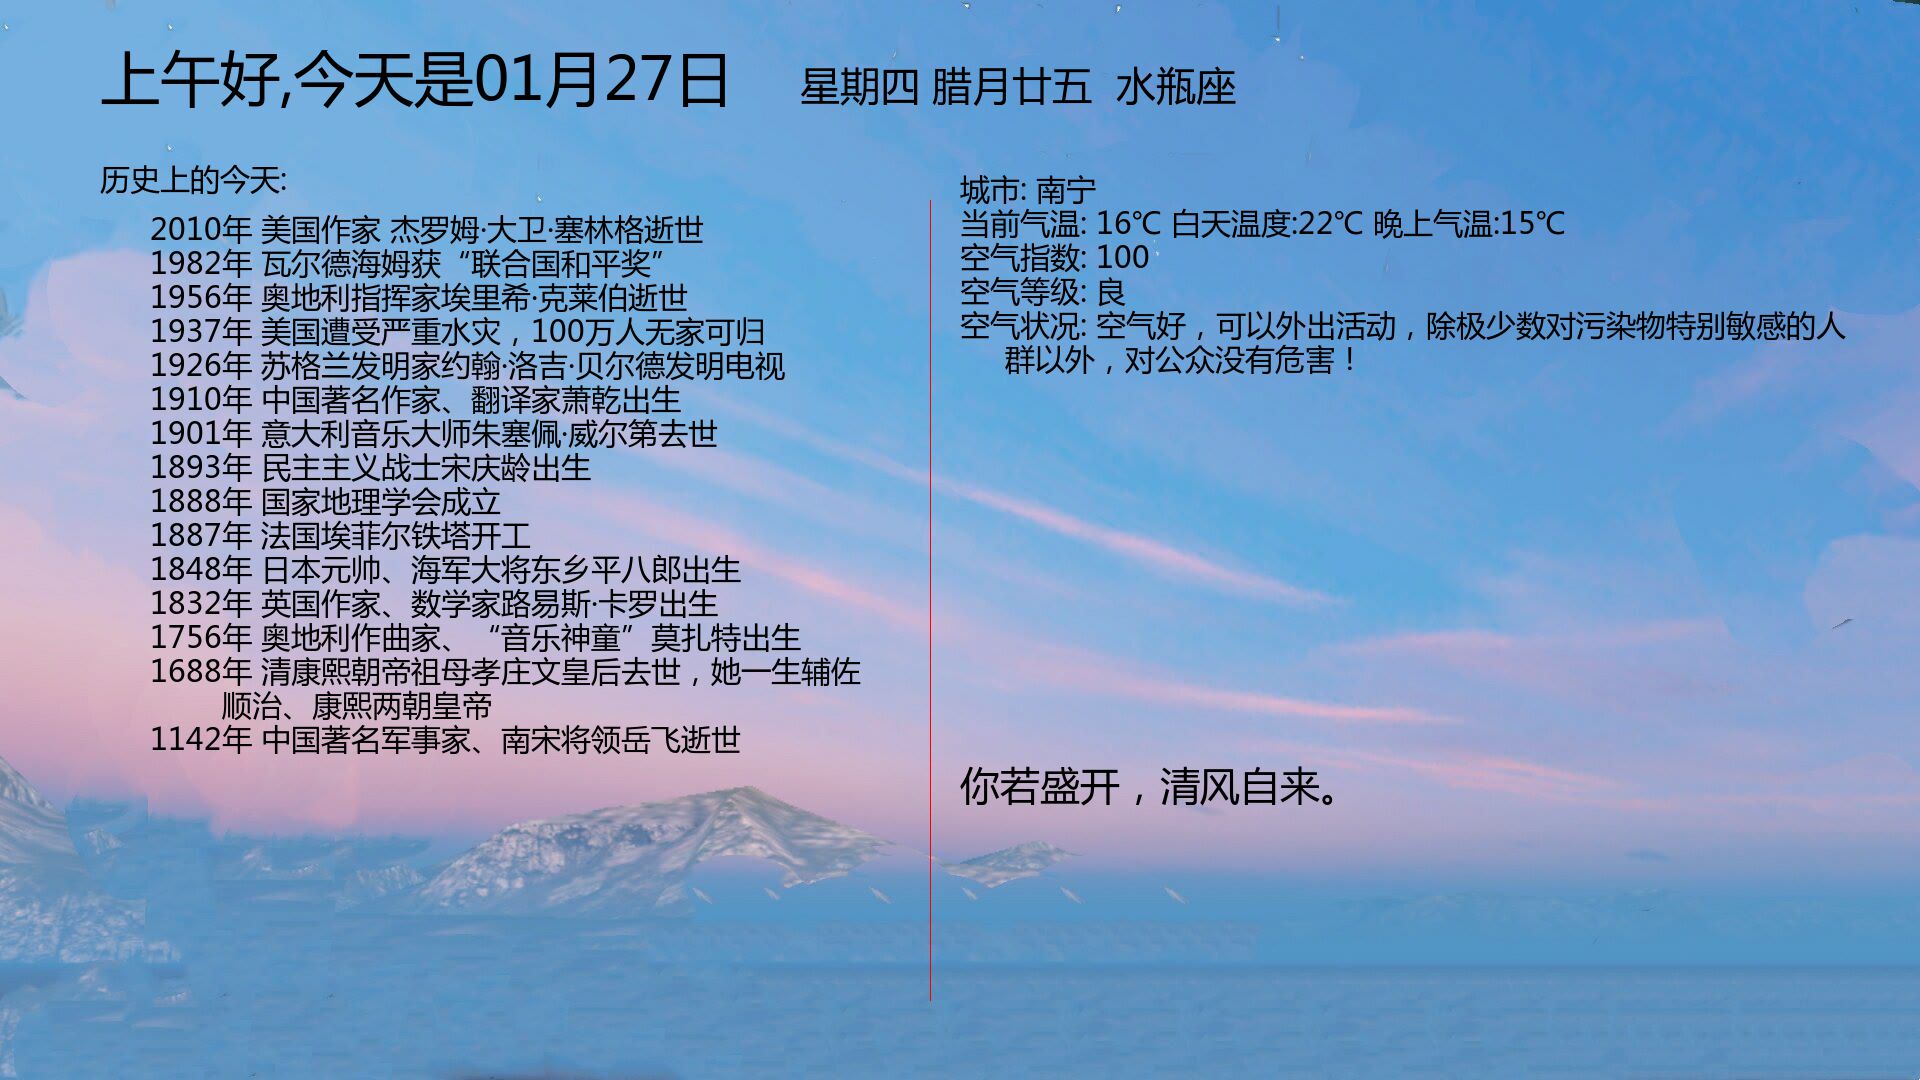 上午好,今天是01月27日 星期四 腊月廿五 水瓶座
历史上的今天:
2010年 美国作家 杰罗姆·大卫·塞林格逝世
1982年 瓦尔德海姆获“联合国和平奖”
1956年 奥地利指挥家埃里希·克莱伯逝世
1937年 美国遭受严重水灾，100万人无家可归
1926年 苏格兰发明家约翰·洛吉·贝尔德发明电视
1910年 中国著名作家、翻译家萧乾出生
1901年 意大利音乐大师朱塞佩·威尔第去世
1893年 民主主义战士宋庆龄出生
1888年 国家地理学会成立
1887年 法国埃菲尔铁塔开工
1848年 日本元帅、海军大将东乡平八郎出生
1832年 英国作家、数学家路易斯·卡罗出生
1756年 奥地利作曲家、“音乐神童”莫扎特出生
1688年 清康熙朝帝祖母孝庄文皇后去世，她一生辅佐
顺治、康熙两朝皇帝
1142年 中国著名军事家、南宋将领岳飞逝世
城市: 南宁
当前气温: 16℃ 白天温度:22℃ 晚上气温:15℃
空气指数: 100
空气等级: 良
空气状况: 空气好，可以外出活动，除极少数对污染物特别敏感的人
群以外，对公众没有危害！
你若盛开，清风自来。